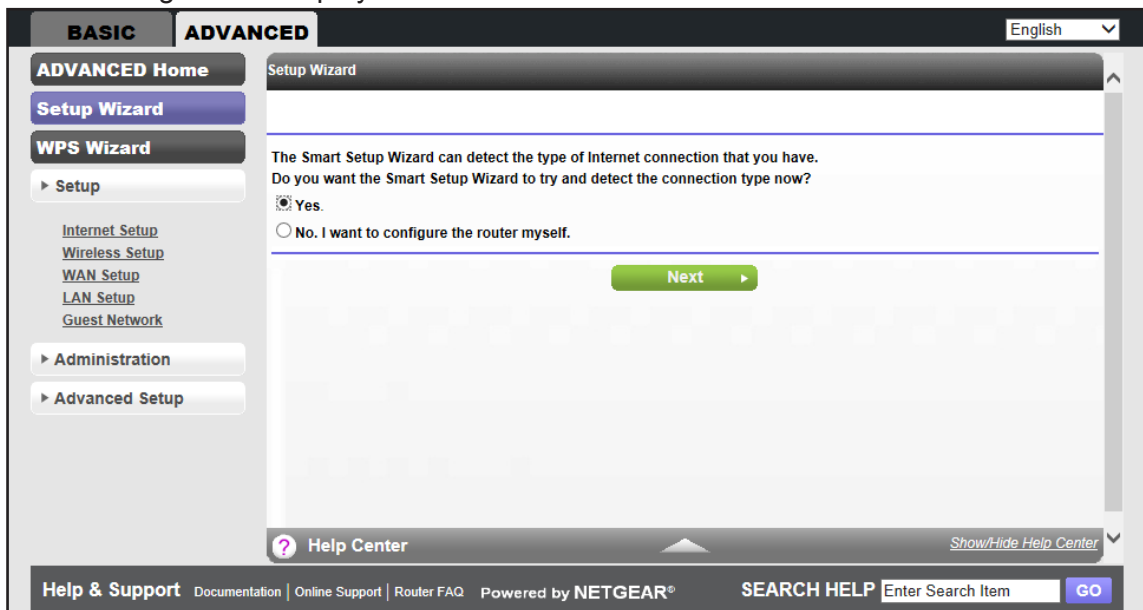 BASIC ADVANCED English
ADVANCED Home
Setup Wizard
WPS Wizard
Setup
Internet Setup
Wireless Setup
WAN Setup
LAN Setup
Guest Network
Administration
Advanced Setup
Setup Wizard
The Smart Setup Wizard can detect the type of Internet connection that you have.
Do you want the Smart Setup Wizard to try and detect the connection type now?
Yes.
No. I want to configure the router myself.
Next
? Help Center Show/Hide Help Center
Help & Support Documentation | Online Support | Router FAQ Powered by NETGEAR® SEARCH HELP Enter Search Item GO